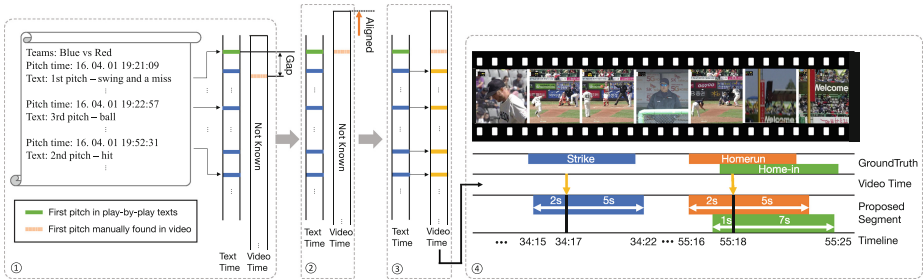 Teams: Blue vs Red
Pitch time: 16. 04. 01 19:21:09
Text: 1st pitch – swing and a miss
Pitch time: 16. 04. 01 19:22:57
Text: 3rd pitch – ball
Pitch time: 16. 04. 01 19:52:31
Text: 2nd pitch – hit
First pitch in play-by-play texts
First pitch manually found in video
Gap
Not Known
Text Time
Video Time
①
Aligned
Not Known
Text Time
Video Time
②
Text Time
Video Time
③
Welcome
Welcome
Strike
Homerun
Home-in
GroundTruth
Video Time
2s
5s
2s
5s
1s
7s
Proposed Segment
••• 34:15 34:17 34:22 ••• 55:16 55:18 55:25 Timeline
④